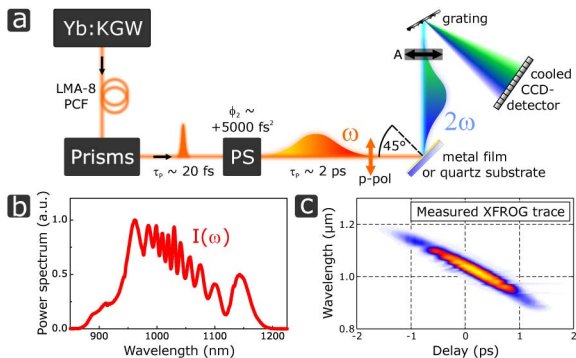 a
Yb:KGW
LMA-8
PCF
Prisms
τp ~ 20 fs
ϕ2 ~
+5000 fs²
PS
τp ~ 2 ps
ω
p-pol
45°
A
2ω
grating
cooled
CCD-
detector
metal film
or quartz substrate
b
I(ω)
Power spectrum (a.u.)
1.0
0.5
0
900 1000 1100 1200
Wavelength (nm)
c
Measured XFROG trace
Wavelength (µm)
1.2
1.0
0.8
-2 -1 0 1 2
Delay (ps)